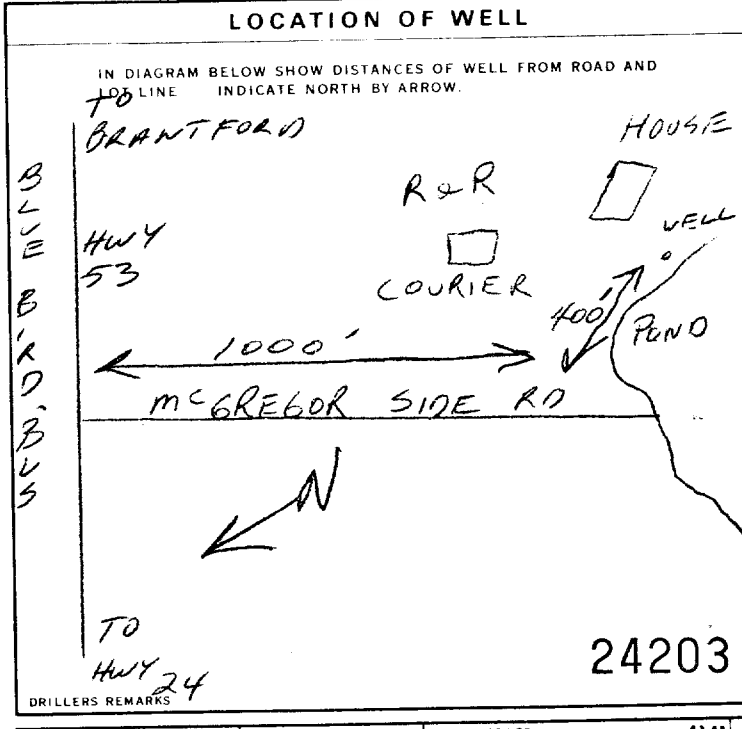 LOCATION OF WELL
IN DIAGRAM BELOW SHOW DISTANCES OF WELL FROM ROAD AND
LOT LINE INDICATE NORTH BY ARROW.
TO
BRANTFORD
HOUSE
R & R
WELL
BLUE BIRD BUS
HWY
53
COURIER
400'
POND
1000'
McGREGOR SIDE RD
N
TO
HWY 24
24203
DRILLERS REMARKS